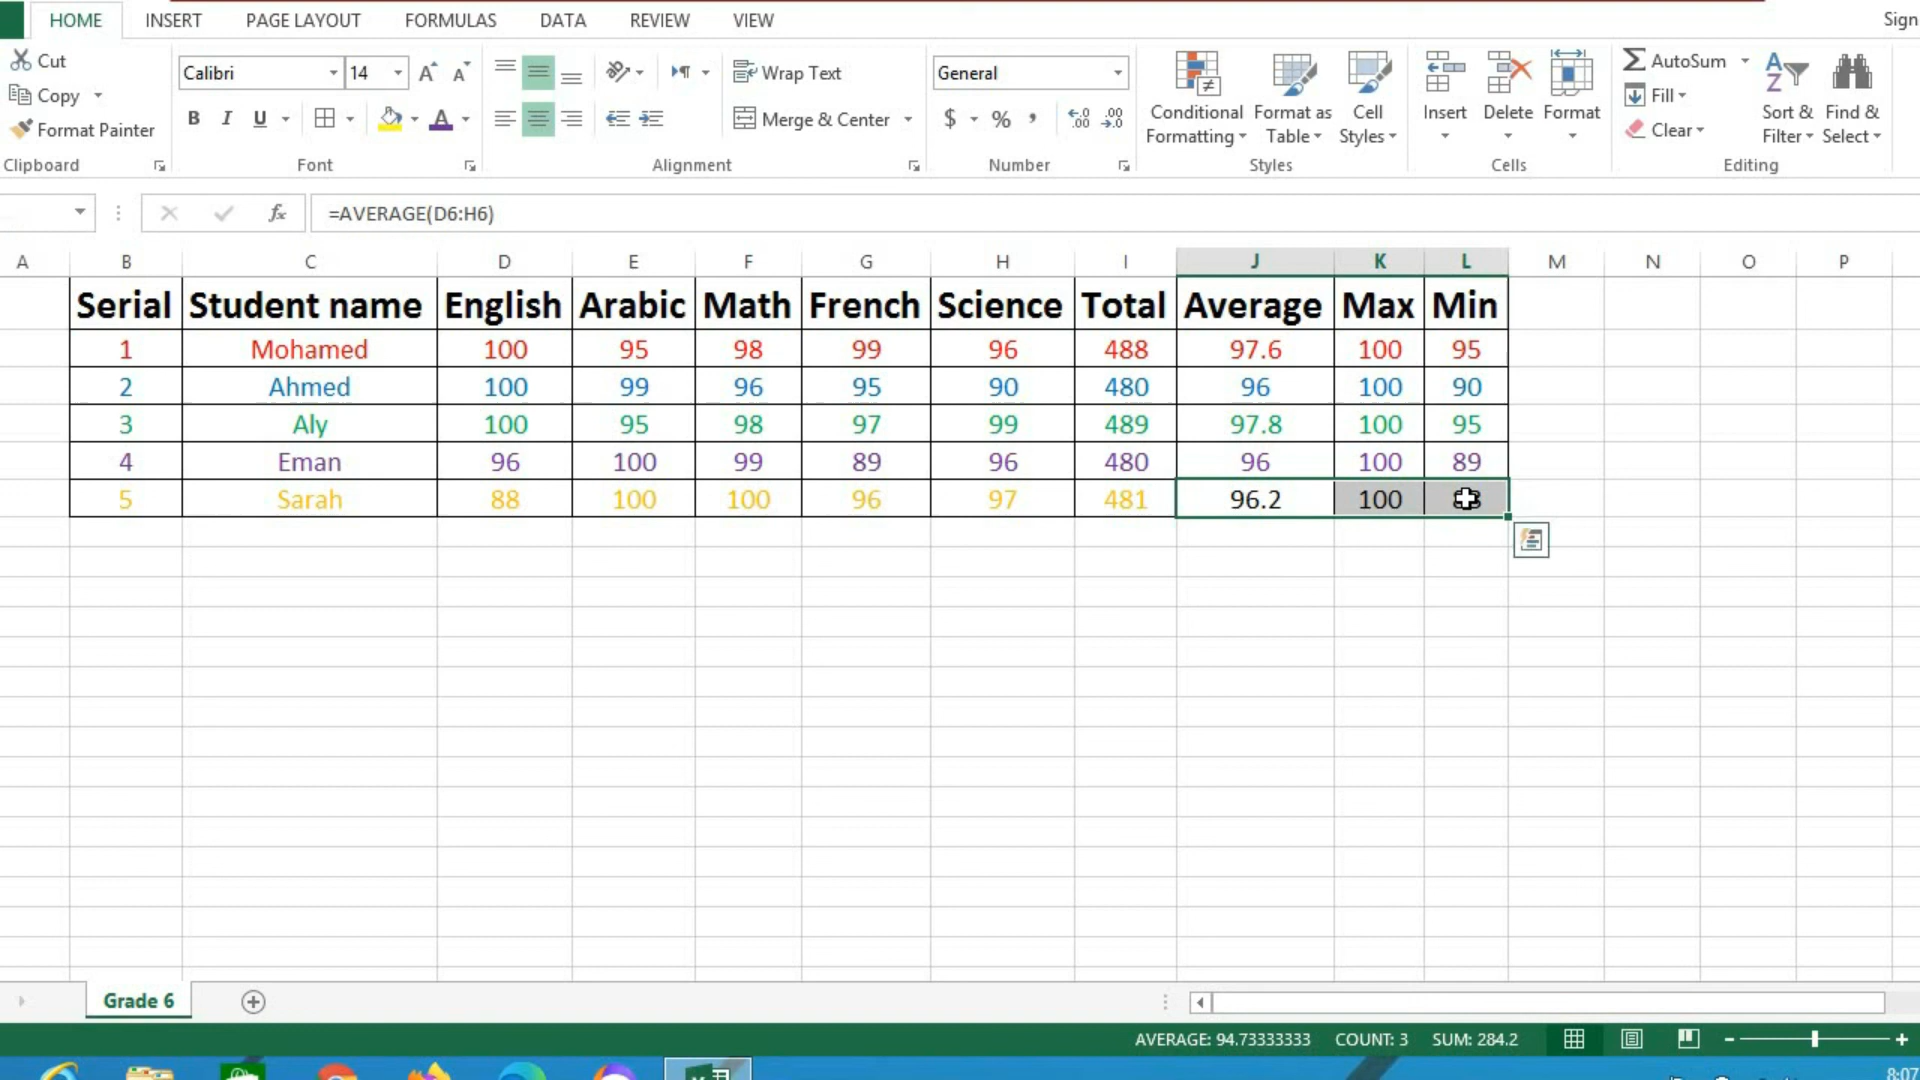 HOME INSERT PAGE LAYOUT FORMULAS DATA REVIEW VIEW Sign
Cut
Copy
Format Painter
Clipboard
Calibri 14
B I U A
Font
Wrap Text
Merge & Center
Alignment
General
$ % ,
Number
Conditional Formatting
Format as Table
Cell Styles
Styles
Insert Delete Format
Cells
AutoSum
Fill
Clear
Sort & Filter
Find & Select
Editing
fx =AVERAGE(D6:H6)
A B C D E F G H I J K L M N O P
Serial Student name English Arabic Math French Science Total Average Max Min
1 Mohamed 100 95 98 99 96 488 97.6 100 95
2 Ahmed 100 99 96 95 90 480 96 100 90
3 Aly 100 95 98 97 99 489 97.8 100 95
4 Eman 96 100 99 89 96 480 96 100 89
5 Sarah 88 100 100 96 97 481 96.2 100
Grade 6
AVERAGE: 94.73333333 COUNT: 3 SUM: 284.2
8:07